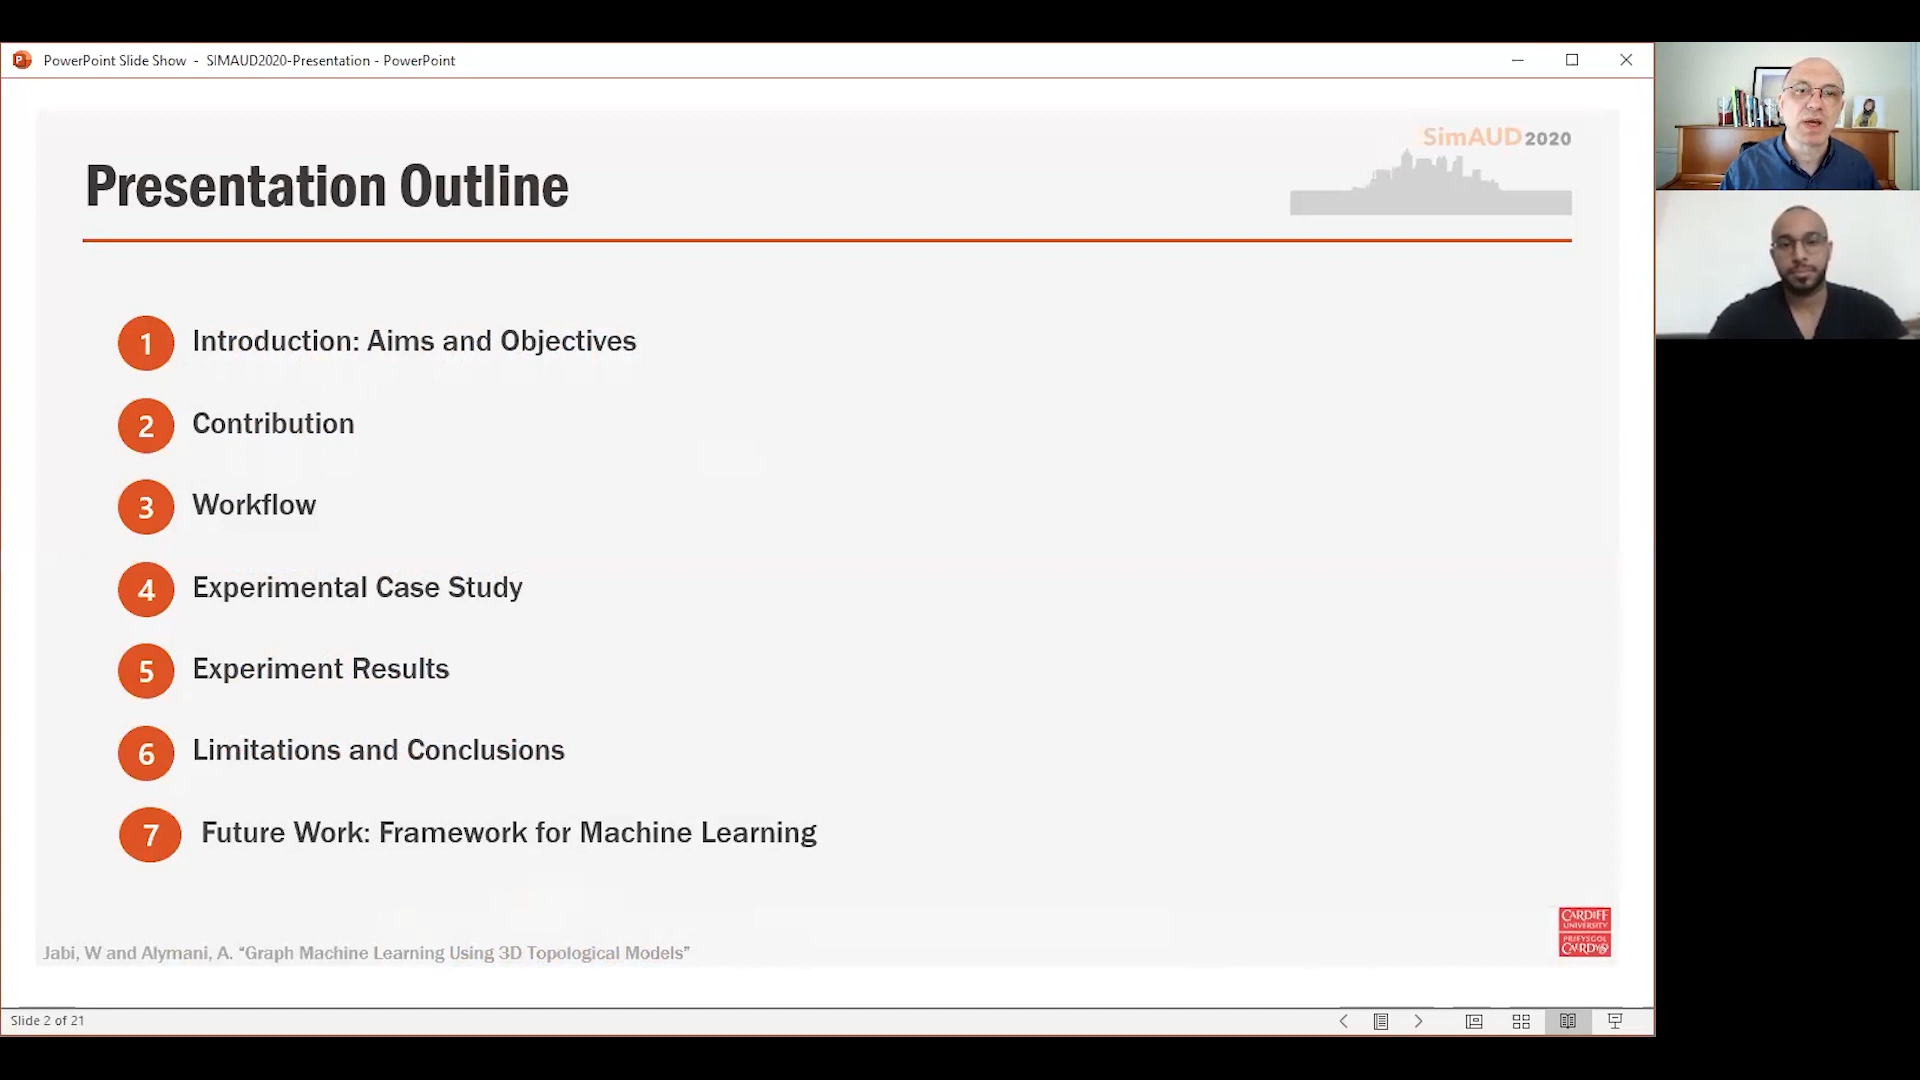 PowerPoint Slide Show - SIMAUD2020-Presentation - PowerPoint
SimAUD 2020
Presentation Outline
1 Introduction: Aims and Objectives
2 Contribution
3 Workflow
4 Experimental Case Study
5 Experiment Results
6 Limitations and Conclusions
7 Future Work: Framework for Machine Learning
CARDIFF
UNIVERSITY
PRIFYSGOL
CAERDYDD
Jabi, W and Alymani, A. “Graph Machine Learning Using 3D Topological Models”
Slide 2 of 21